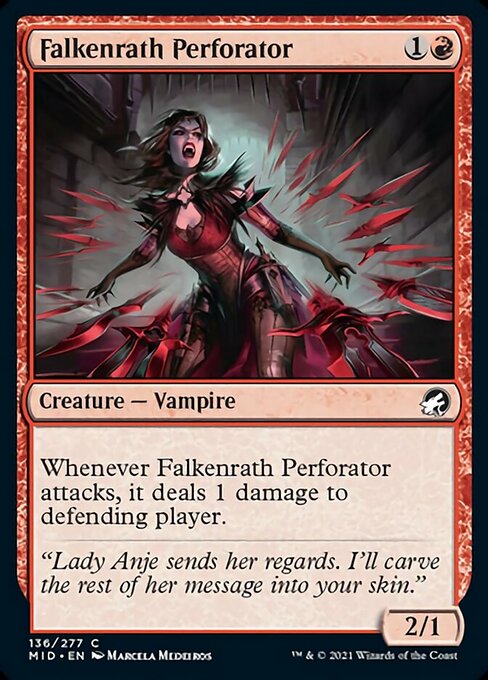 Falkenrath Perforator 1
Creature — Vampire
Whenever Falkenrath Perforator
attacks, it deals 1 damage to
defending player.
“Lady Anje sends her regards. I’ll carve
the rest of her message into your skin.”
2/1
136/277 C
MID • EN Marcela Medeiros
™ & © 2021 Wizards of the Coast